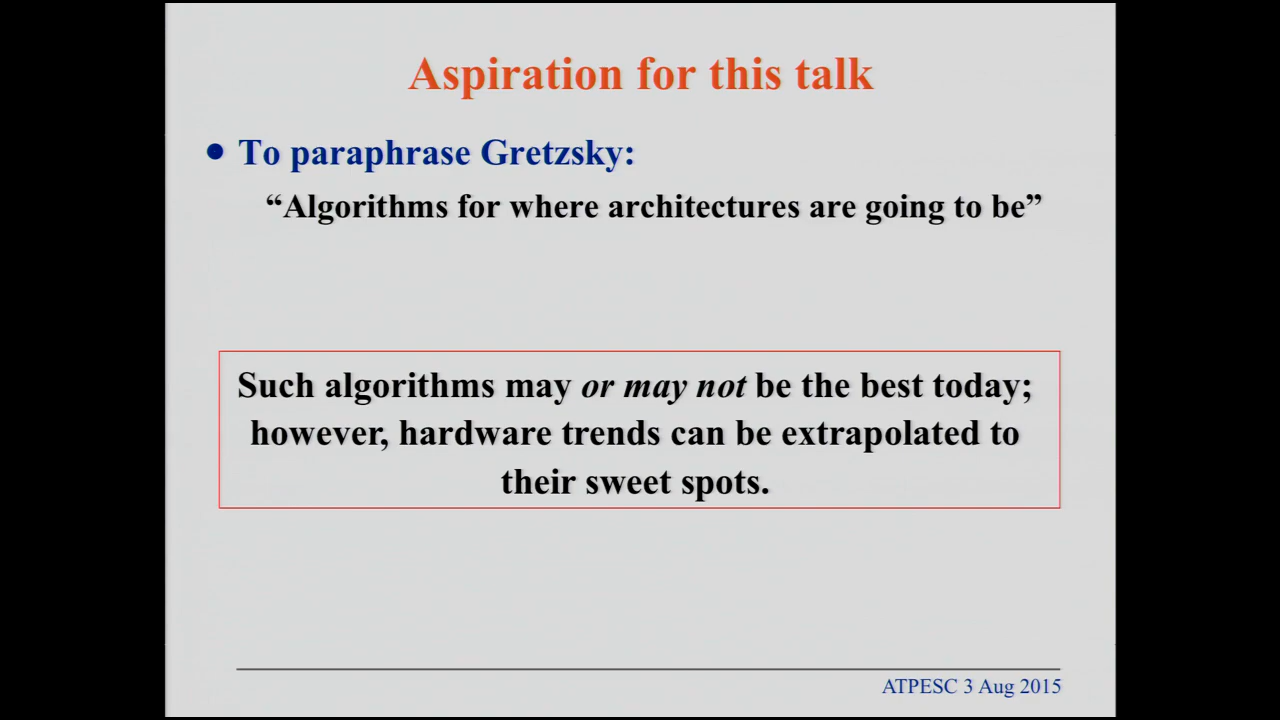 Aspiration for this talk
• To paraphrase Gretzsky:
“Algorithms for where architectures are going to be”
Such algorithms may or may not be the best today;
however, hardware trends can be extrapolated to
their sweet spots.
ATPESC 3 Aug 2015